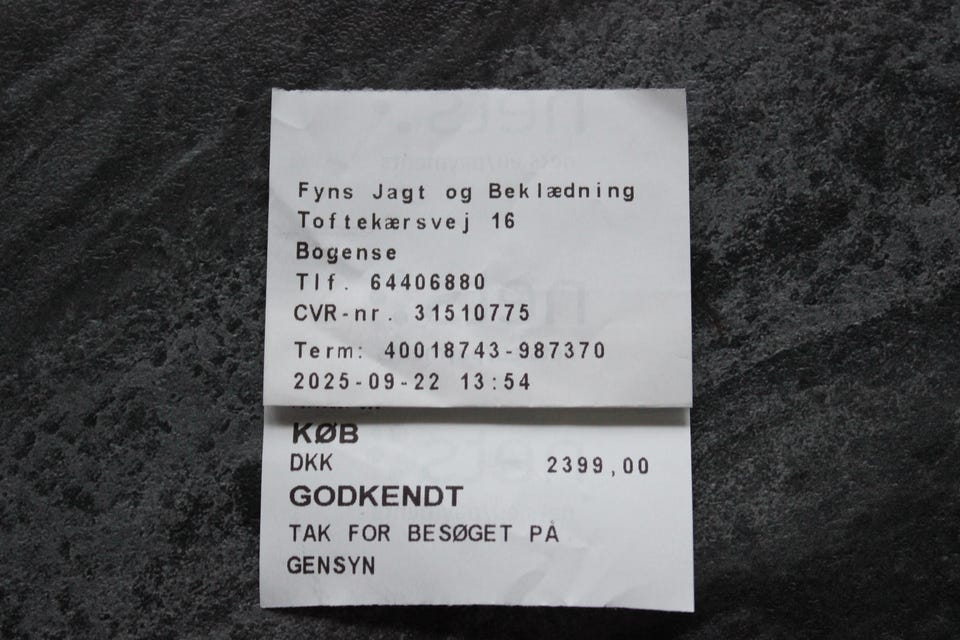 Fyns Jagt og Beklædning
Toftekærsvej 16
Bogense
Tlf. 64406880
CVR-nr. 31510775
Term: 40018743-987370
2025-09-22 13:54
KØB
DKK 2399,00
GODKENDT
TAK FOR BESØGET PÅ
GENSYN